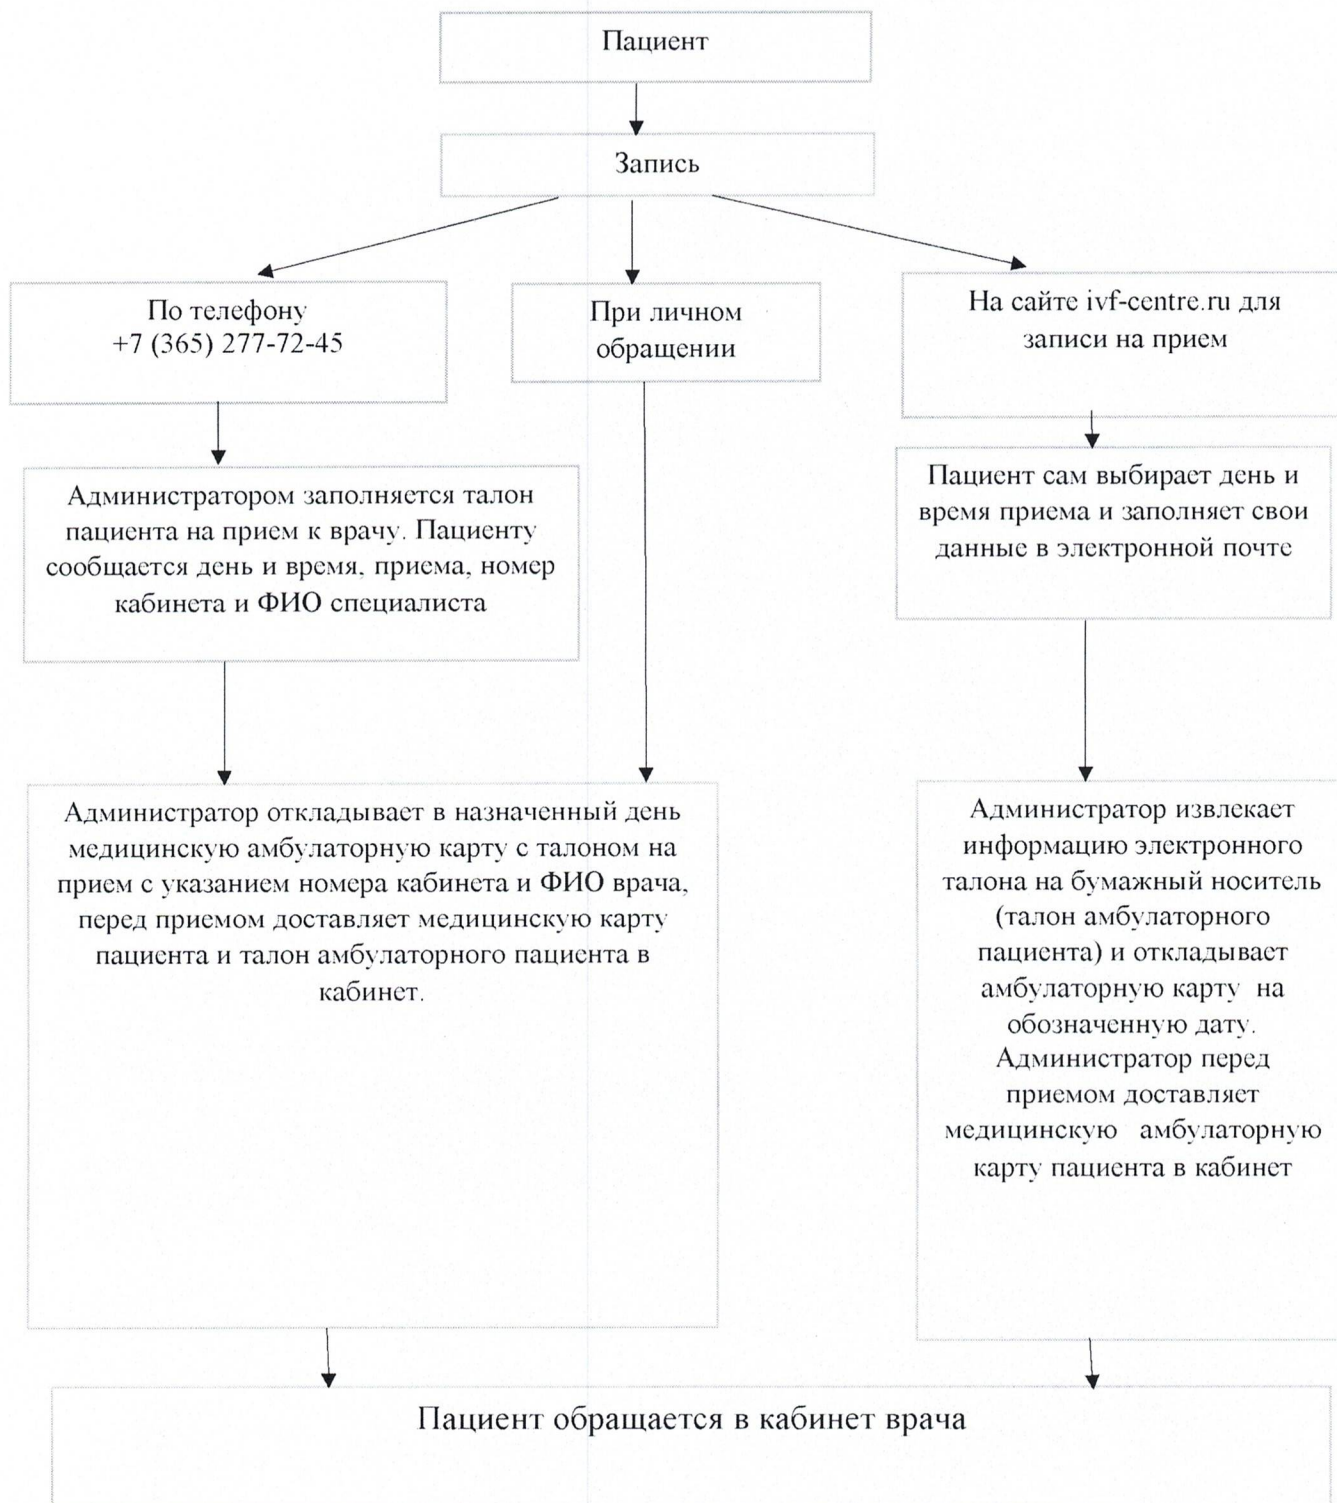 Пациент
Запись
По телефону
+7 (365) 277-72-45
При личном
обращении
На сайте ivf-centre.ru для
записи на прием
Администратором заполняется талон
пациента на прием к врачу. Пациенту
сообщается день и время, приема, номер
кабинета и ФИО специалиста
Пациент сам выбирает день и
время приема и заполняет свои
данные в электронной почте
Администратор откладывает в назначенный день
медицинскую амбулаторную карту с талоном на
прием с указанием номера кабинета и ФИО врача,
перед приемом доставляет медицинскую карту
пациента и талон амбулаторного пациента в
кабинет.
Администратор извлекает
информацию электронного
талона на бумажный носитель
(талон амбулаторного
пациента) и откладывает
амбулаторную карту на
обозначенную дату.
Администратор перед
приемом доставляет
медицинскую амбулаторную
карту пациента в кабинет
Пациент обращается в кабинет врача